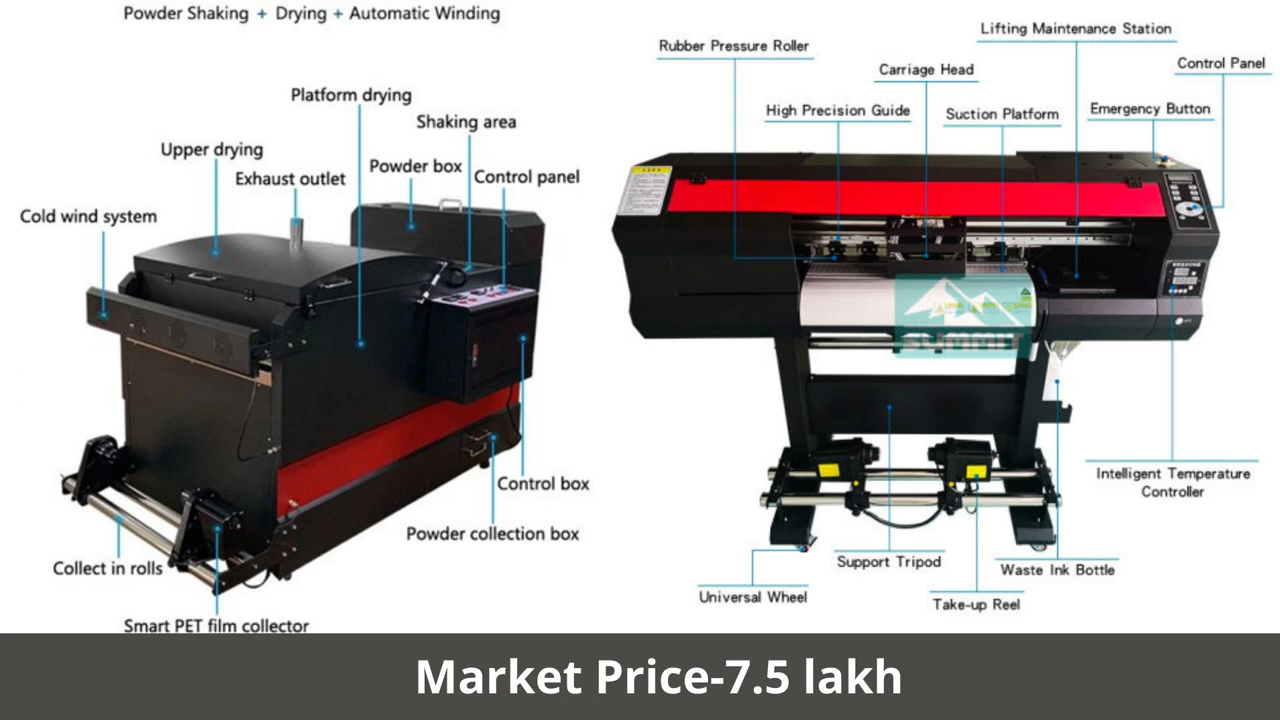 Powder Shaking + Drying + Automatic Winding
Platform drying
Shaking area
Upper drying
Powder box
Exhaust outlet
Control panel
Cold wind system
Control box
Powder collection box
Collect in rolls
Smart PET film collector
Lifting Maintenance Station
Rubber Pressure Roller
Control Panel
Carriage Head
High Precision Guide
Suction Platform
Emergency Button
SUMMIT
Intelligent Temperature
Controller
Support Tripod
Waste Ink Bottle
Universal Wheel
Take-up Reel
Market Price-7.5 lakh